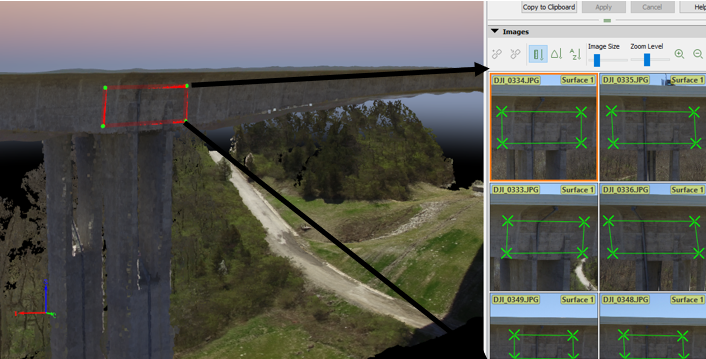 Copy to Clipboard Apply Cancel
Images
Image Size Zoom Level
DJI_0334.JPG Surface 1 DJI_0335.JPG Surface 1
DJI_0333.JPG Surface 1 DJI_0336.JPG Surface 1
DJI_0349.JPG Surface 1 DJI_0348.JPG Surface 1